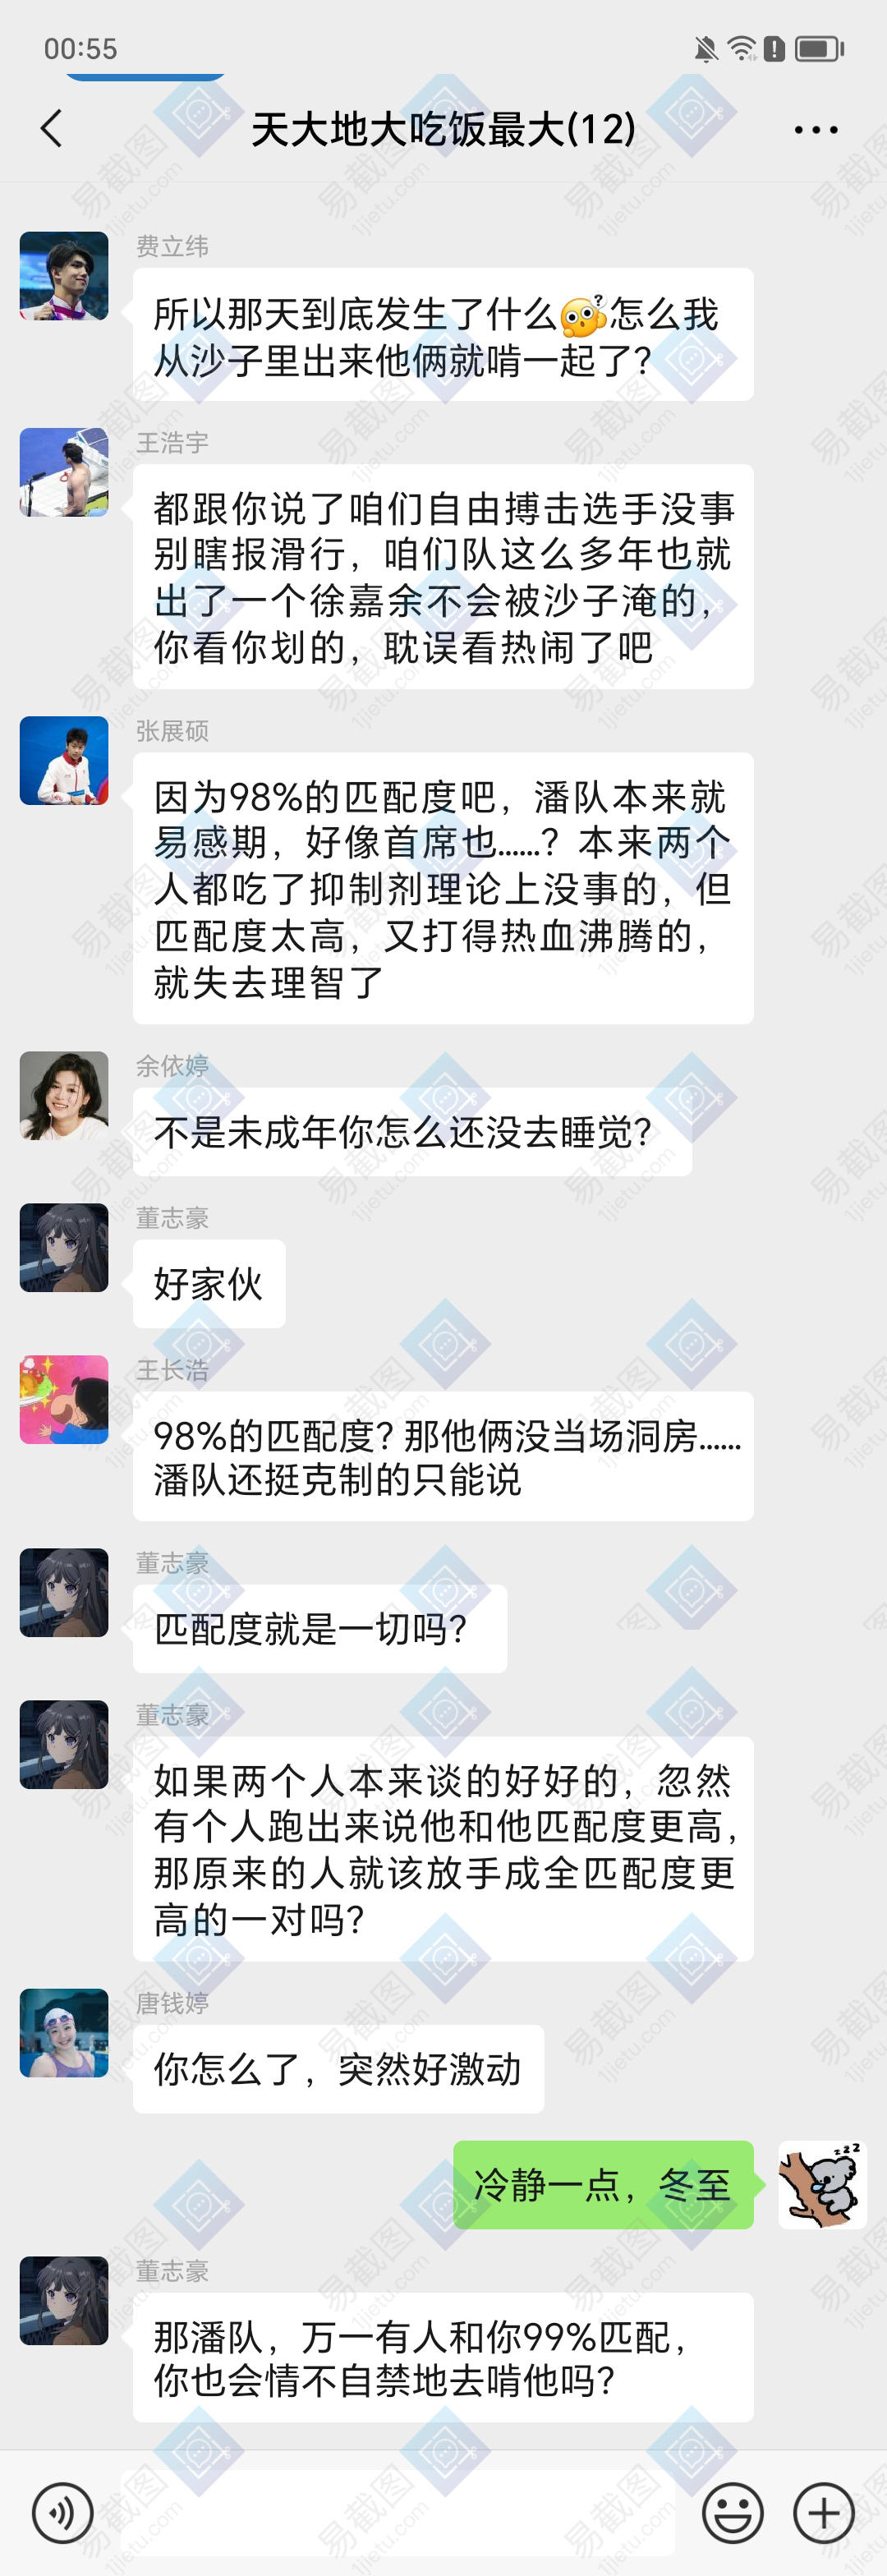 00:55
天大地大吃饭最大(12)
费立纬
所以那天到底发生了什么怎么我
从沙子里出来他俩就啃一起了？
王浩宇
都跟你说了咱们自由搏击选手没事
别瞎报滑行，咱们队这么多年也就
出了一个徐嘉余不会被沙子淹的，
你看你划的，耽误看热闹了吧
张展硕
因为98%的匹配度吧，潘队本来就
易感期，好像首席也......？本来两个
人都吃了抑制剂理论上没事的，但
匹配度太高，又打得热血沸腾的，
就失去理智了
余依婷
不是未成年你怎么还没去睡觉？
董志豪
好家伙
王长浩
98%的匹配度？那他俩没当场洞房......
潘队还挺克制的只能说
董志豪
匹配度就是一切吗？
董志豪
如果两个人本来谈的好好的，忽然
有个人跑出来说他和他匹配度更高，
那原来的人就该放手成全匹配度更
高的一对吗？
唐钱婷
你怎么了，突然好激动
zzz
冷静一点，冬至
董志豪
那潘队，万一有人和你99%匹配，
你也会情不自禁地去啃他吗？
易截图
1jietu.com